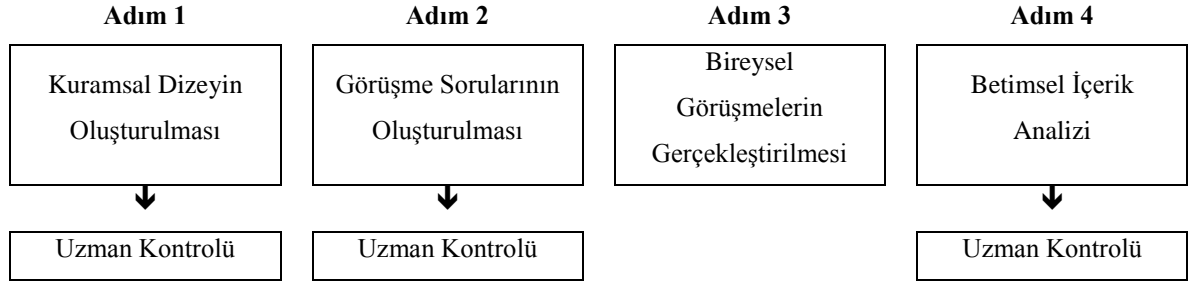 Adım 1
Adım 2
Adım 3
Adım 4
Kuramsal Dizeyin
Oluşturulması
Görüşme Sorularının
Oluşturulması
Bireysel
Görüşmelerin
Gerçekleştirilmesi
Betimsel İçerik
Analizi
Uzman Kontrolü
Uzman Kontrolü
Uzman Kontrolü